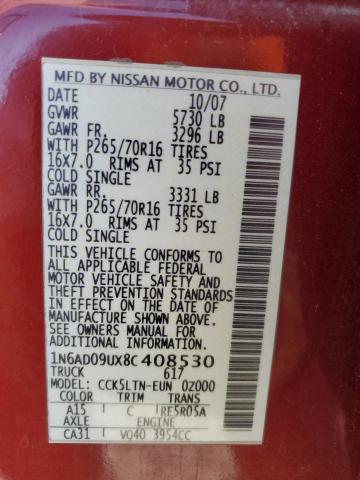 MFD BY NISSAN MOTOR CO., LTD.
DATE 10/07
GVWR 5730 LB
GAWR FR. 3296 LB
WITH P265/70R16 TIRES
16X7.0 RIMS AT 35 PSI
COLD SINGLE
GAWR RR. 3331 LB
WITH P265/70R16 TIRES
16X7.0 RIMS AT 35 PSI
COLD SINGLE
THIS VEHICLE CONFORMS TO
ALL APPLICABLE FEDERAL
MOTOR VEHICLE SAFETY AND
THEFT PREVENTION STANDARDS
IN EFFECT ON THE DATE OF
MANUFACTURE SHOWN ABOVE.
SEE OWNERS MANUAL FOR
ADDITIONAL INFORMATION.
1N6AD09UX8C408530
TRUCK 617
MODEL: CCK5LTN-EUN 0Z000
COLOR TRIM TRANS
A15 C RE5R05A
AXLE ENGINE
CA31 VQ40 3954CC